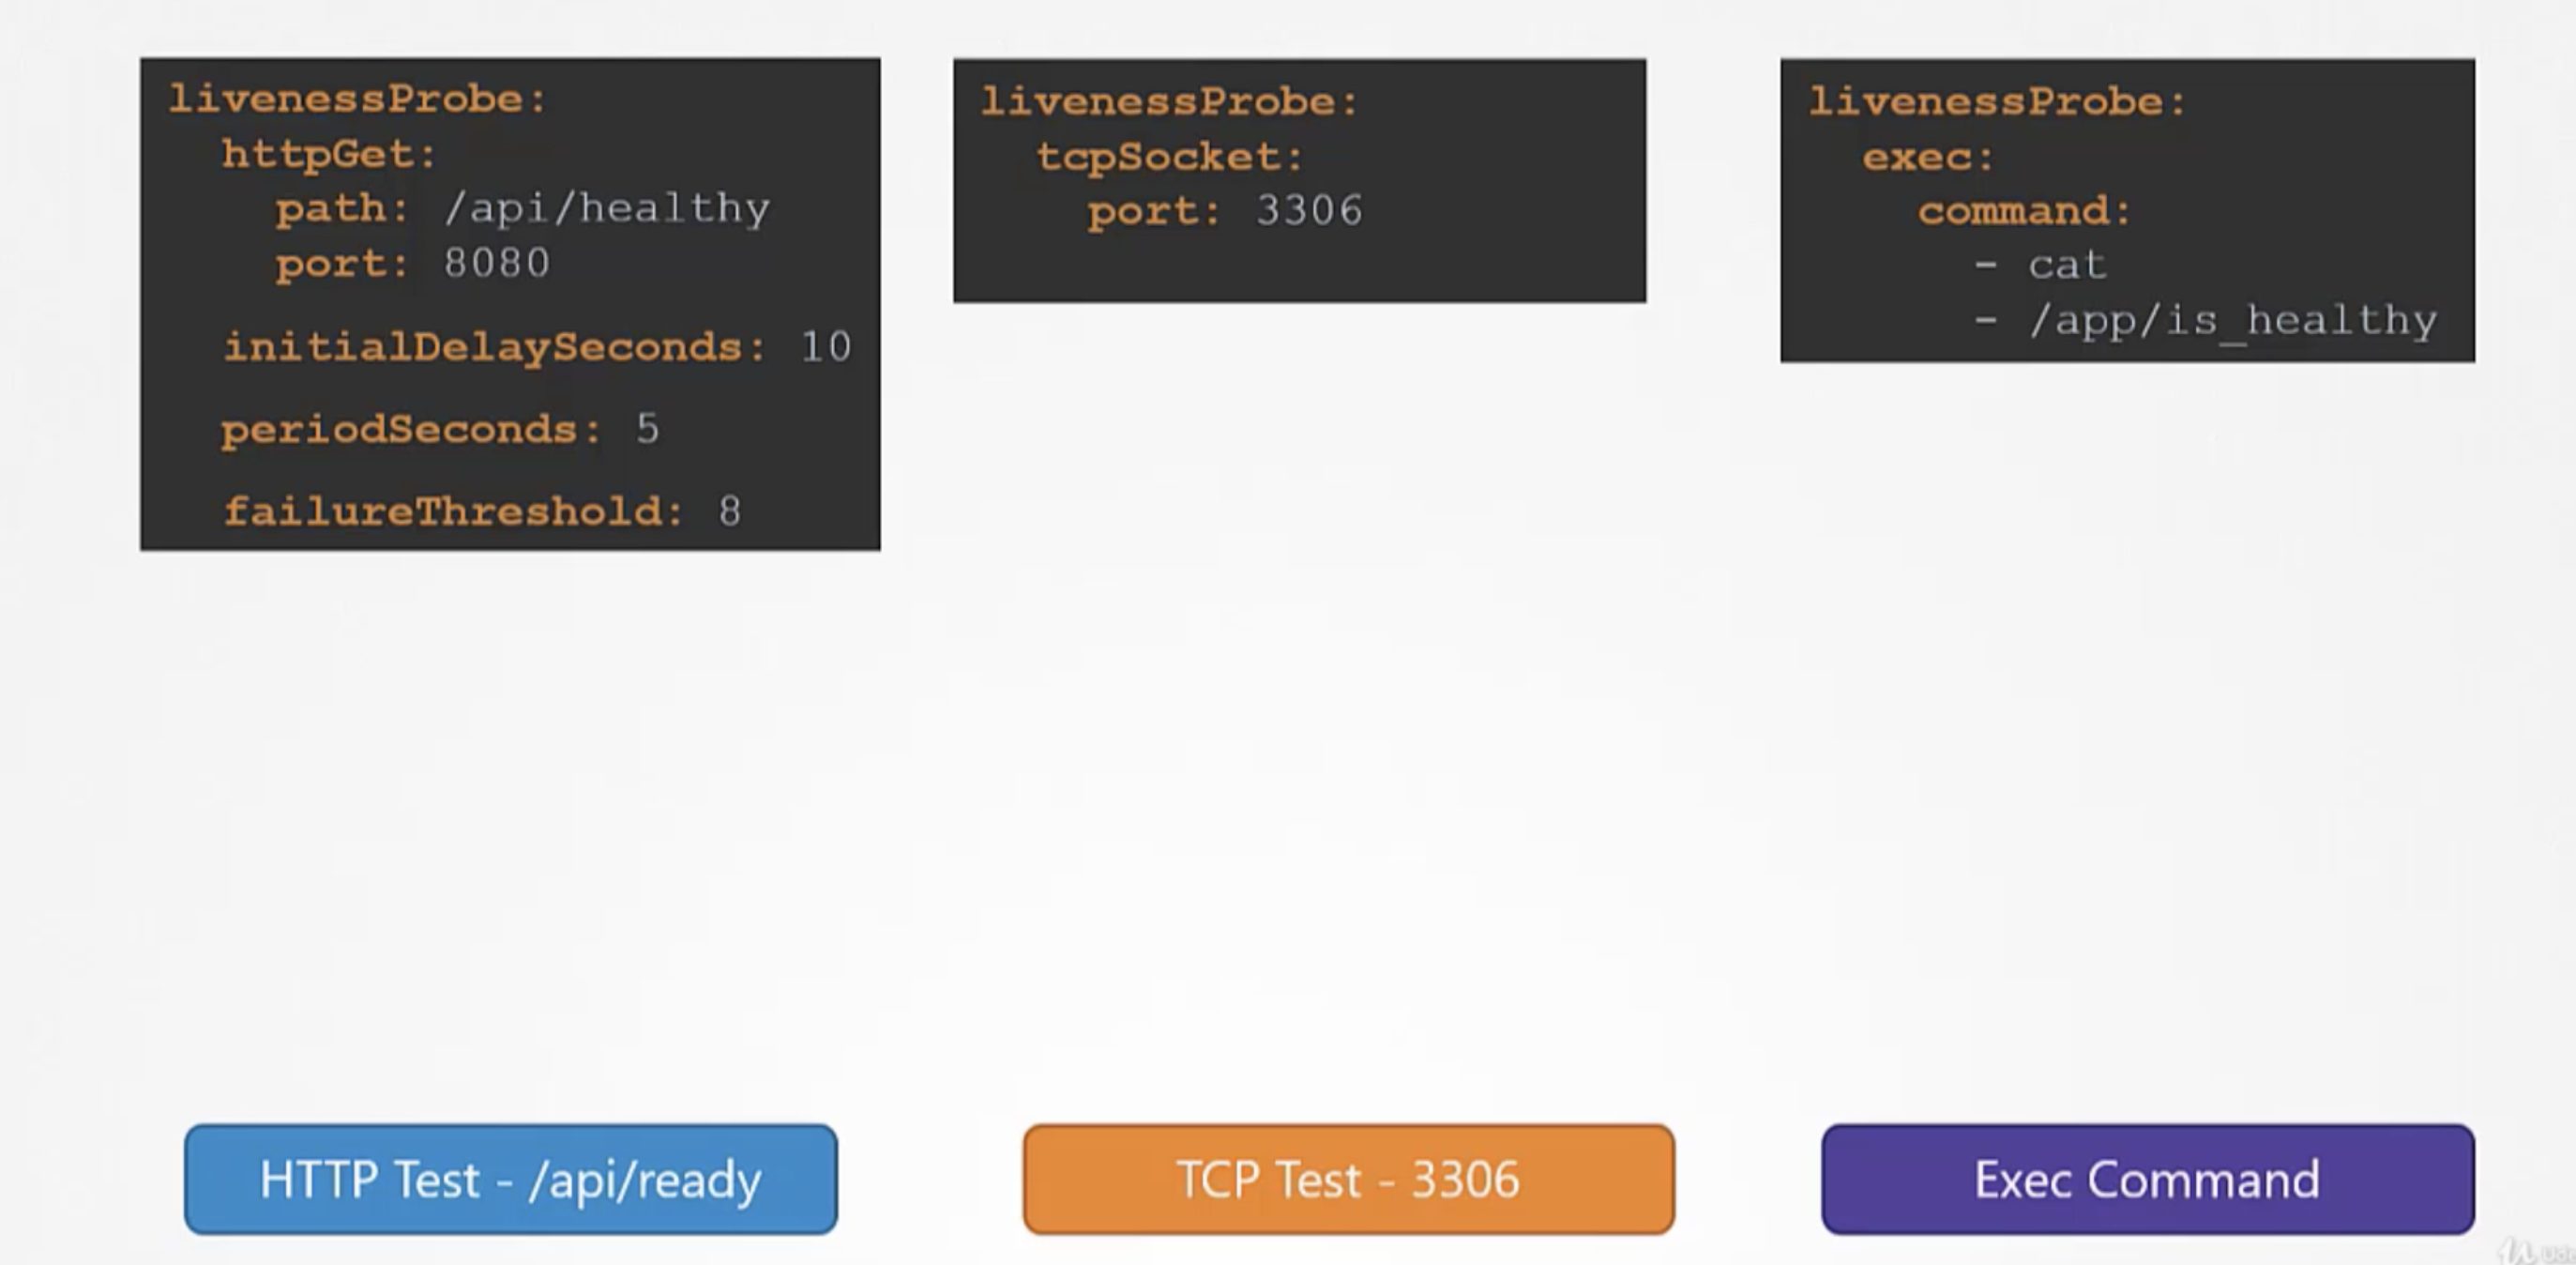 livenessProbe:
httpGet:
path: /api/healthy
port: 8080
initialDelaySeconds: 10
periodSeconds: 5
failureThreshold: 8
livenessProbe:
tcpSocket:
port: 3306
livenessProbe:
exec:
command:
- cat
- /app/is_healthy
HTTP Test - /api/ready
TCP Test - 3306
Exec Command